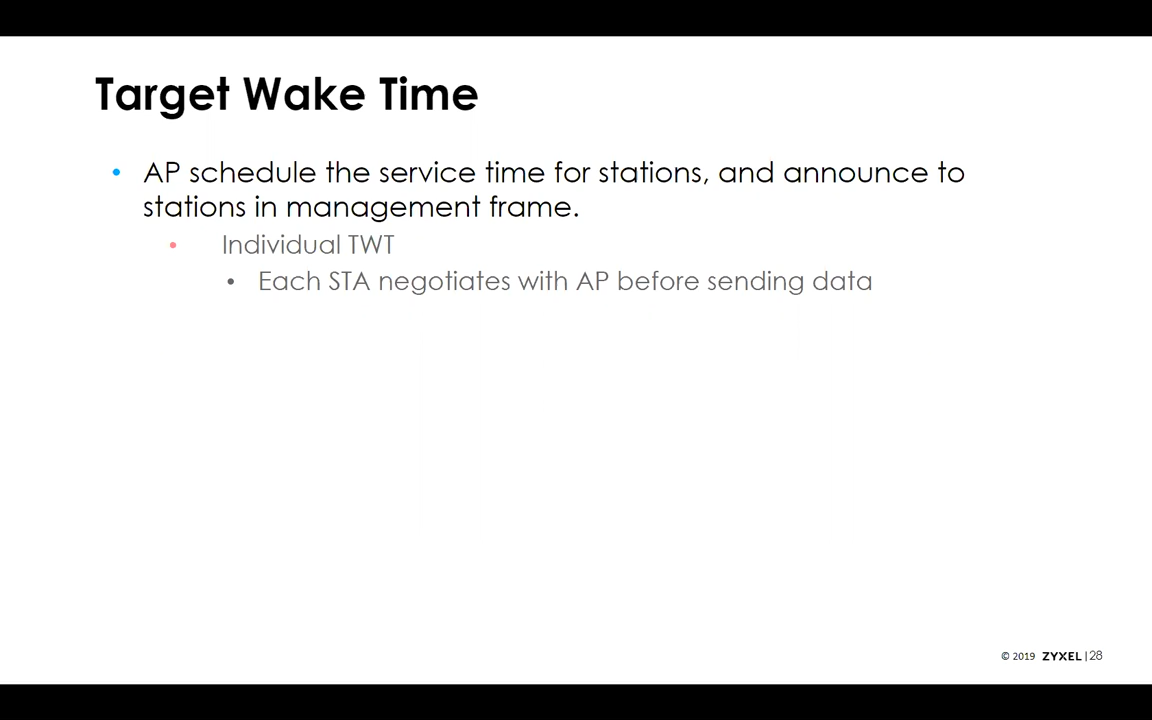 Target Wake Time
• AP schedule the service time for stations, and announce to
stations in management frame.
• Individual TWT
• Each STA negotiates with AP before sending data
© 2019 ZYXEL | 28